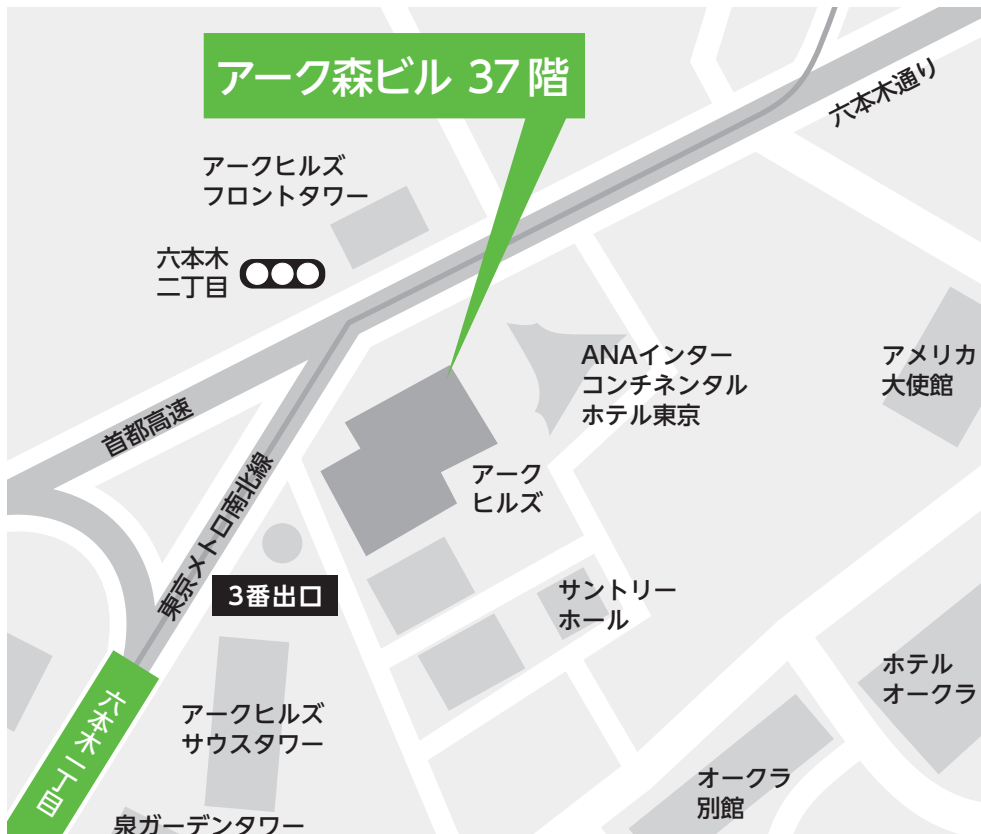 アーク森ビル 37階
六本木通り
アークヒルズ
フロントタワー
六本木
二丁目
ANAインター
コンチネンタル
ホテル東京
アメリカ
大使館
首都高速
アーク
ヒルズ
東京メトロ南北線
3番出口
サントリー
ホール
ホテル
オークラ
六本木一丁目
アークヒルズ
サウスタワー
オークラ
別館
泉ガーデンタワー